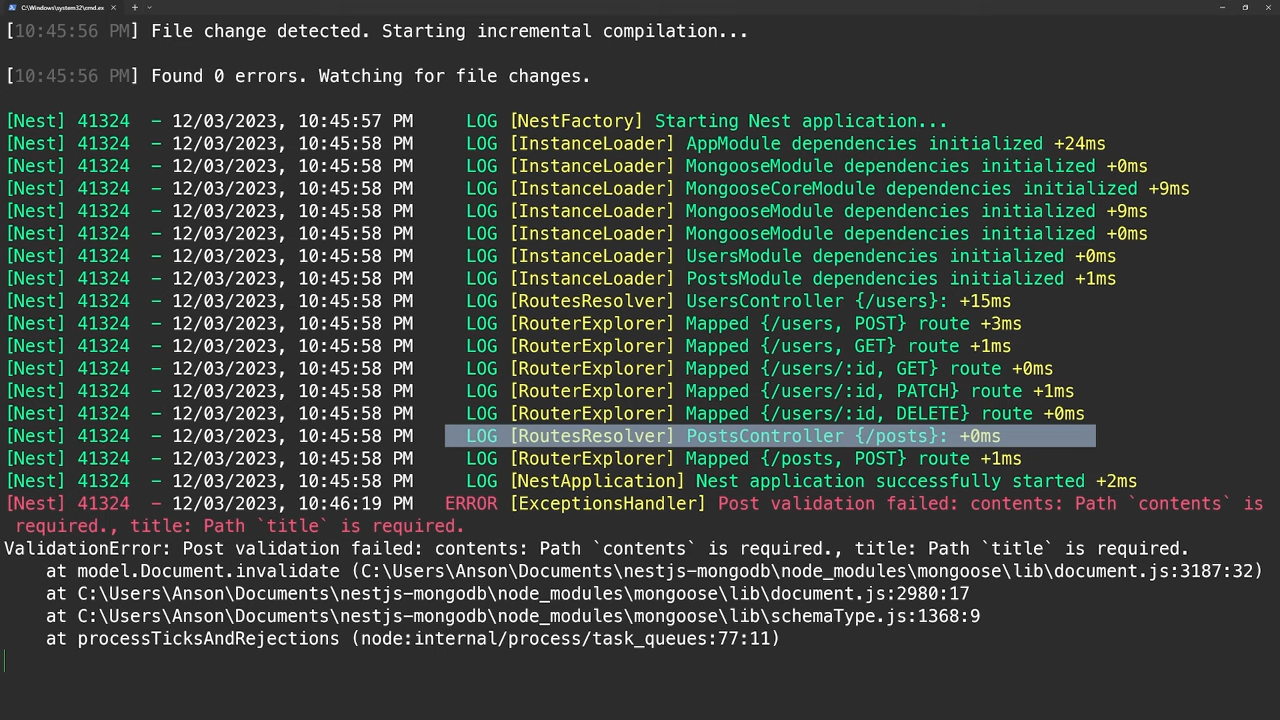 C:\Windows\system32\cmd.ex
[10:45:56 PM] File change detected. Starting incremental compilation...
[10:45:56 PM] Found 0 errors. Watching for file changes.
[Nest] 41324  - 12/03/2023, 10:45:57 PM     LOG [NestFactory] Starting Nest application...
[Nest] 41324  - 12/03/2023, 10:45:58 PM     LOG [InstanceLoader] AppModule dependencies initialized +24ms
[Nest] 41324  - 12/03/2023, 10:45:58 PM     LOG [InstanceLoader] MongooseModule dependencies initialized +0ms
[Nest] 41324  - 12/03/2023, 10:45:58 PM     LOG [InstanceLoader] MongooseCoreModule dependencies initialized +9ms
[Nest] 41324  - 12/03/2023, 10:45:58 PM     LOG [InstanceLoader] MongooseModule dependencies initialized +9ms
[Nest] 41324  - 12/03/2023, 10:45:58 PM     LOG [InstanceLoader] MongooseModule dependencies initialized +0ms
[Nest] 41324  - 12/03/2023, 10:45:58 PM     LOG [InstanceLoader] UsersModule dependencies initialized +0ms
[Nest] 41324  - 12/03/2023, 10:45:58 PM     LOG [InstanceLoader] PostsModule dependencies initialized +1ms
[Nest] 41324  - 12/03/2023, 10:45:58 PM     LOG [RoutesResolver] UsersController {/users}: +15ms
[Nest] 41324  - 12/03/2023, 10:45:58 PM     LOG [RouterExplorer] Mapped {/users, POST} route +3ms
[Nest] 41324  - 12/03/2023, 10:45:58 PM     LOG [RouterExplorer] Mapped {/users, GET} route +1ms
[Nest] 41324  - 12/03/2023, 10:45:58 PM     LOG [RouterExplorer] Mapped {/users/:id, GET} route +0ms
[Nest] 41324  - 12/03/2023, 10:45:58 PM     LOG [RouterExplorer] Mapped {/users/:id, PATCH} route +1ms
[Nest] 41324  - 12/03/2023, 10:45:58 PM     LOG [RouterExplorer] Mapped {/users/:id, DELETE} route +0ms
[Nest] 41324  - 12/03/2023, 10:45:58 PM     LOG [RoutesResolver] PostsController {/posts}: +0ms
[Nest] 41324  - 12/03/2023, 10:45:58 PM     LOG [RouterExplorer] Mapped {/posts, POST} route +1ms
[Nest] 41324  - 12/03/2023, 10:45:58 PM     LOG [NestApplication] Nest application successfully started +2ms
[Nest] 41324  - 12/03/2023, 10:46:19 PM   ERROR [ExceptionsHandler] Post validation failed: contents: Path `contents` is
required., title: Path `title` is required.
ValidationError: Post validation failed: contents: Path `contents` is required., title: Path `title` is required.
    at model.Document.invalidate (C:\Users\Anson\Documents\nestjs-mongodb\node_modules\mongoose\lib\document.js:3187:32)
    at C:\Users\Anson\Documents\nestjs-mongodb\node_modules\mongoose\lib\document.js:2980:17
    at C:\Users\Anson\Documents\nestjs-mongodb\node_modules\mongoose\lib\schemaType.js:1368:9
    at processTicksAndRejections (node:internal/process/task_queues:77:11)